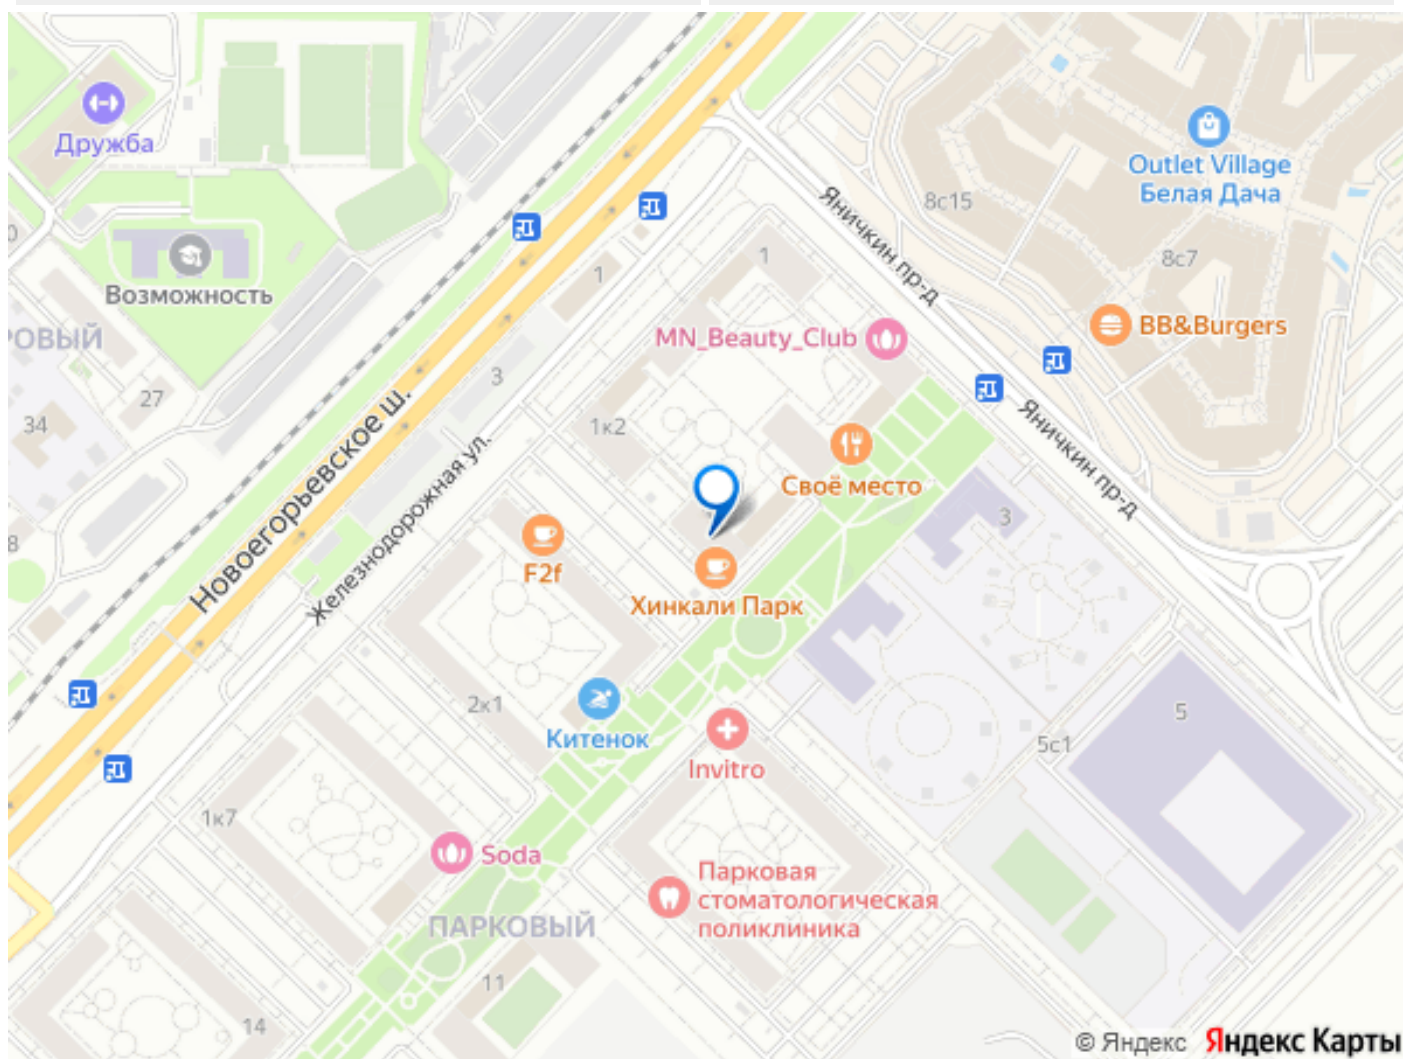 Дружба
Outlet Village
Белая Дача
Яничкин пр-д
8с15
8с7
Возможность
1
1
РОВЫЙ
MN_Beauty_Club
BB&Burgers
3
27
34
1к2
Новоегорьевское ш.
Железнодорожная ул.
Яничкин пр-д
Своё место
3
F2f
Хинкали Парк
8
2к1
Китенок
5
5с1
Invitro
1к7
Soda
Парковая
стоматологическая
поликлиника
ПАРКОВЫЙ
11
14
© Яндекс Яндекс Карты